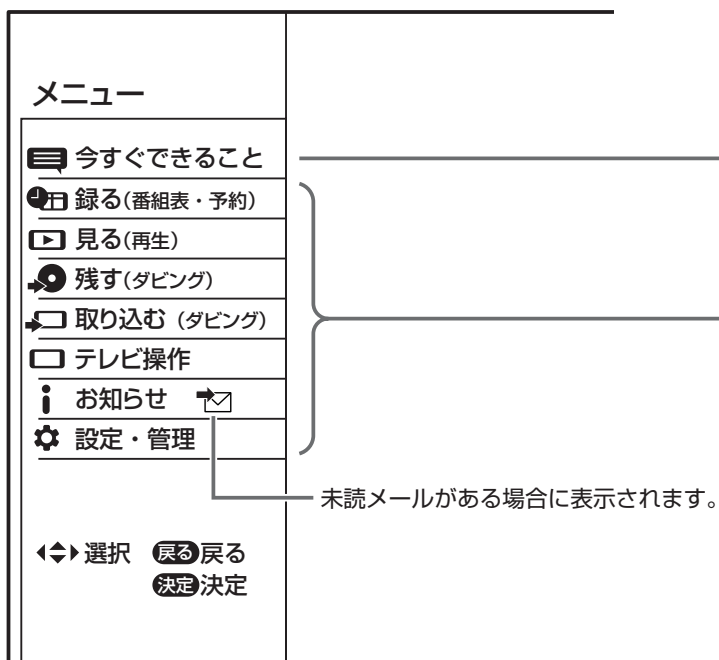 メニュー
今すぐできること
録る(番組表・予約)
見る(再生)
残す(ダビング)
取り込む (ダビング)
テレビ操作
お知らせ
設定・管理
未読メールがある場合に表示されます。
選択 戻る 戻る
決定 決定